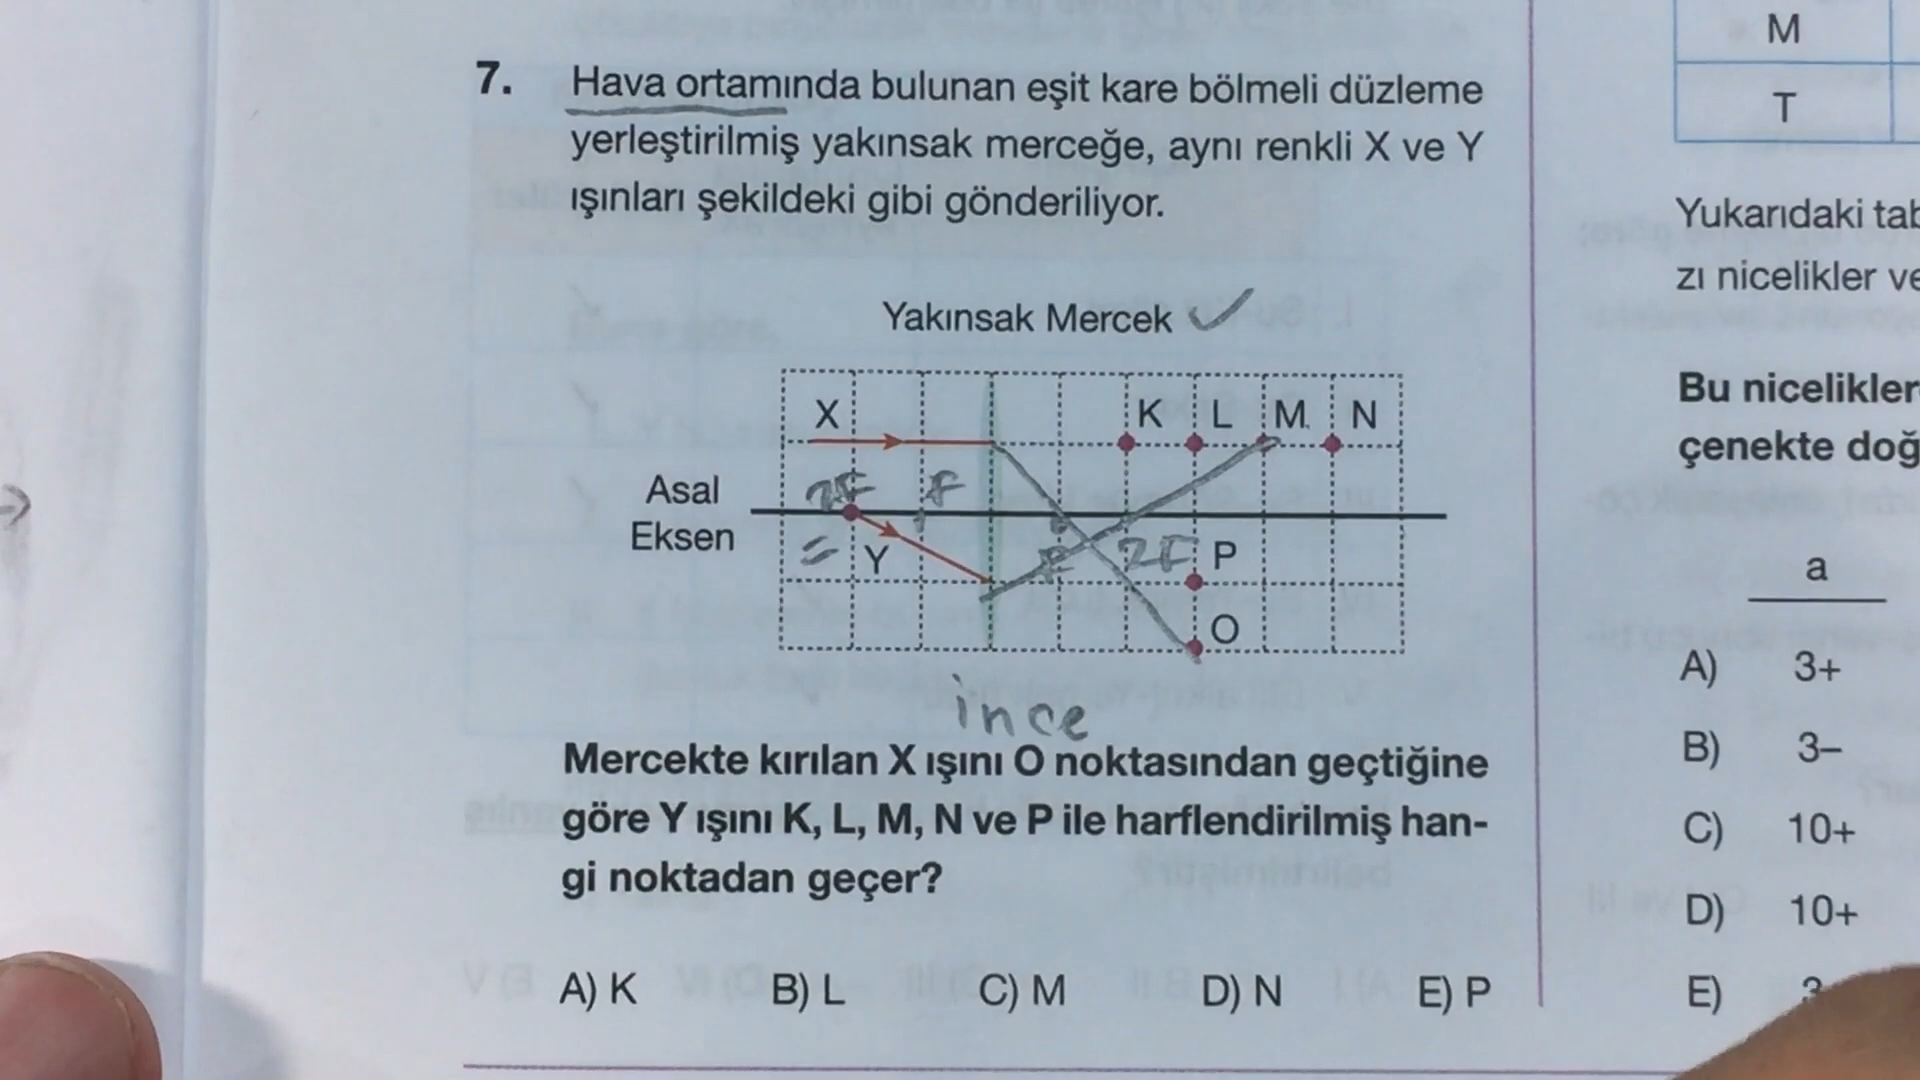 7. Hava ortamında bulunan eşit kare bölmeli düzleme
yerleştirilmiş yakınsak merceğe, aynı renkli X ve Y
ışınları şekildeki gibi gönderiliyor.
Yakınsak Mercek
X
K L M N
Asal
Eksen
2F F
Y
F 2F P
O
ince
Mercekte kırılan X ışını O noktasından geçtiğine
göre Y ışını K, L, M, N ve P ile harflendirilmiş han-
gi noktadan geçer?
A) K B) L C) M D) N E) P
M
T
Yukarıdaki tab
zı nicelikler ve
Bu nicelikler
çenekte doğ
a
A) 3+
B) 3–
C) 10+
D) 10+
E)